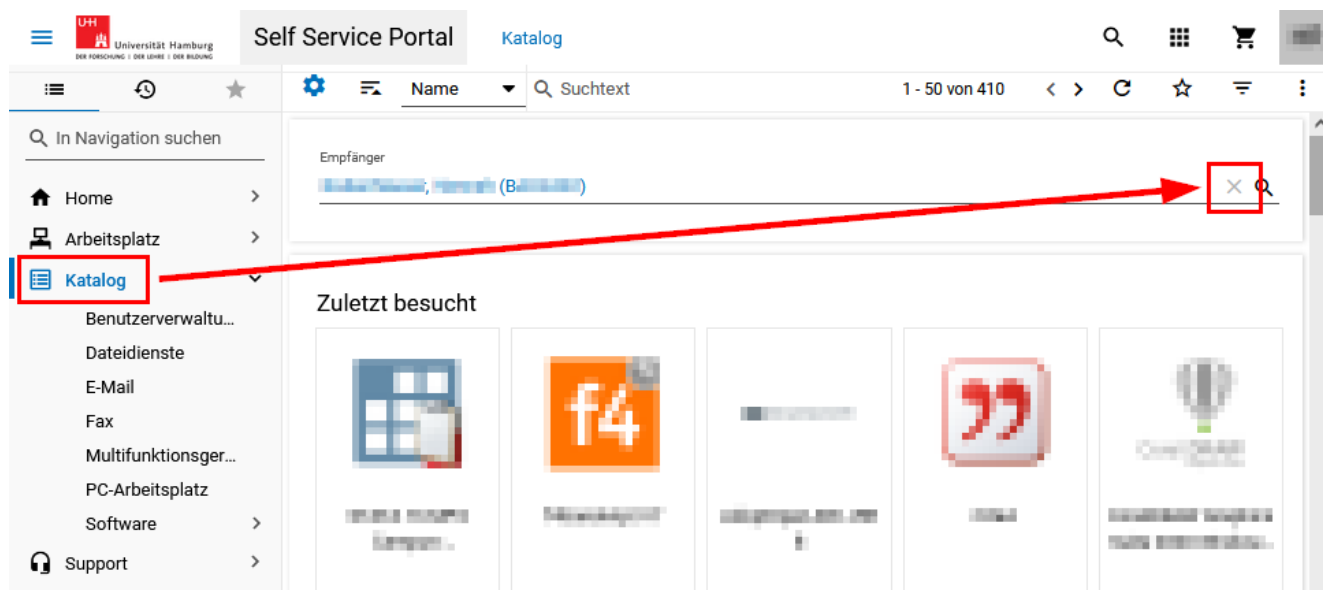 UH
Universität Hamburg
DER FORSCHUNG | DER LEHRE | DER BILDUNG
Self Service Portal
Katalog
Name
Suchtext
1 - 50 von 410
In Navigation suchen
Home
Arbeitsplatz
Katalog
Benutzerverwaltu...
Dateidienste
E-Mail
Fax
Multifunktionsger...
PC-Arbeitsplatz
Software
Support
Empfänger
Zuletzt besucht
f4